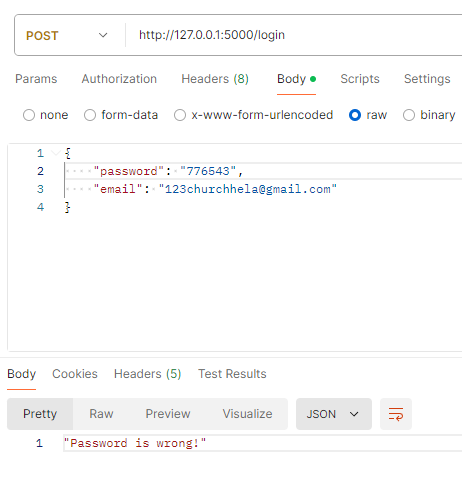 POST http://127.0.0.1:5000/login
Params Authorization Headers (8) Body Scripts Settings
none form-data x-www-form-urlencoded raw binary
1 {
2 "password": "776543",
3 "email": "123churchhela@gmail.com"
4 }
Body Cookies Headers (5) Test Results
Pretty Raw Preview Visualize JSON
1 "Password is wrong!"